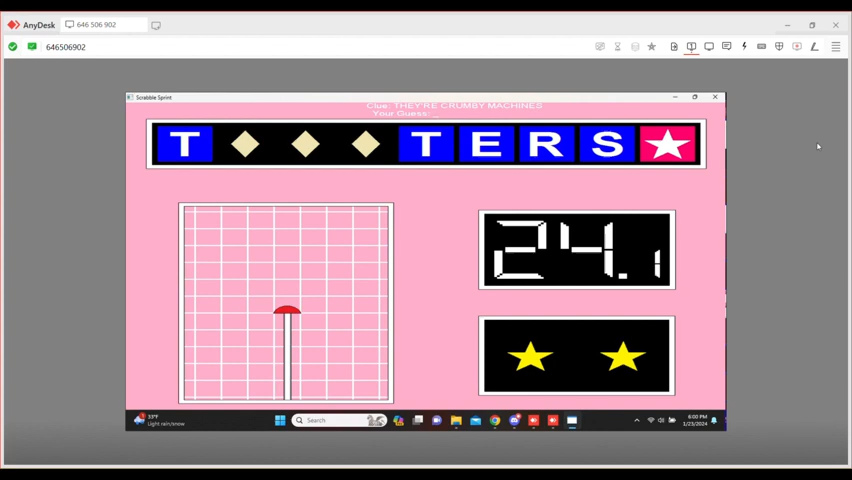 AnyDesk
646 506 902
646506902
Scrabble Sprint
Clue: THEY'RE CRUMBY MACHINES
Your Guess: _
T TERS
24.1
33°F
Light rain/snow
Search
6:00 PM
1/23/2024